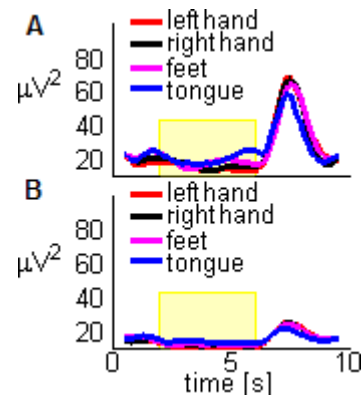 A
left hand
right hand
feet
tongue
80
60
40
20
μV²
B
left hand
right hand
feet
tongue
80
60
40
20
μV²
0 5 10
time [s]